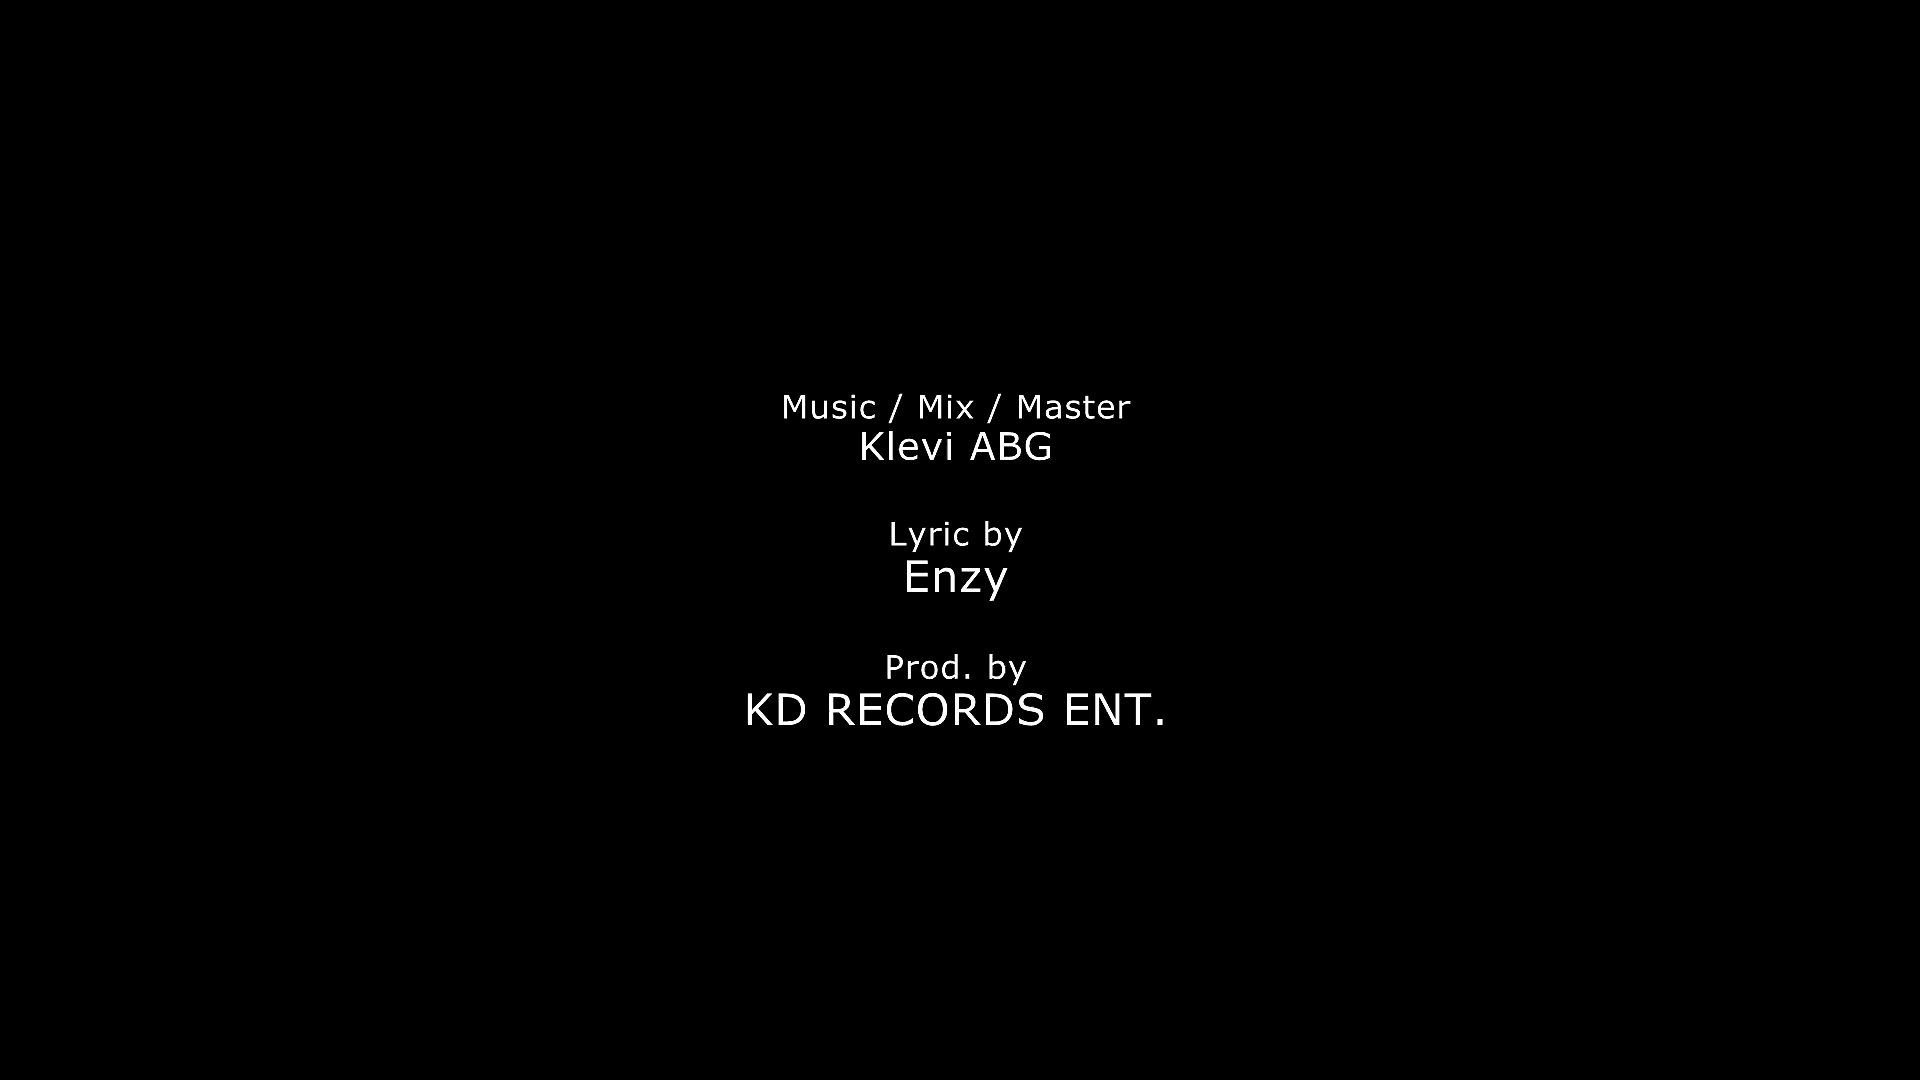 Music / Mix / Master
Klevi ABG
Lyric by
Enzy
Prod. by
KD RECORDS ENT.